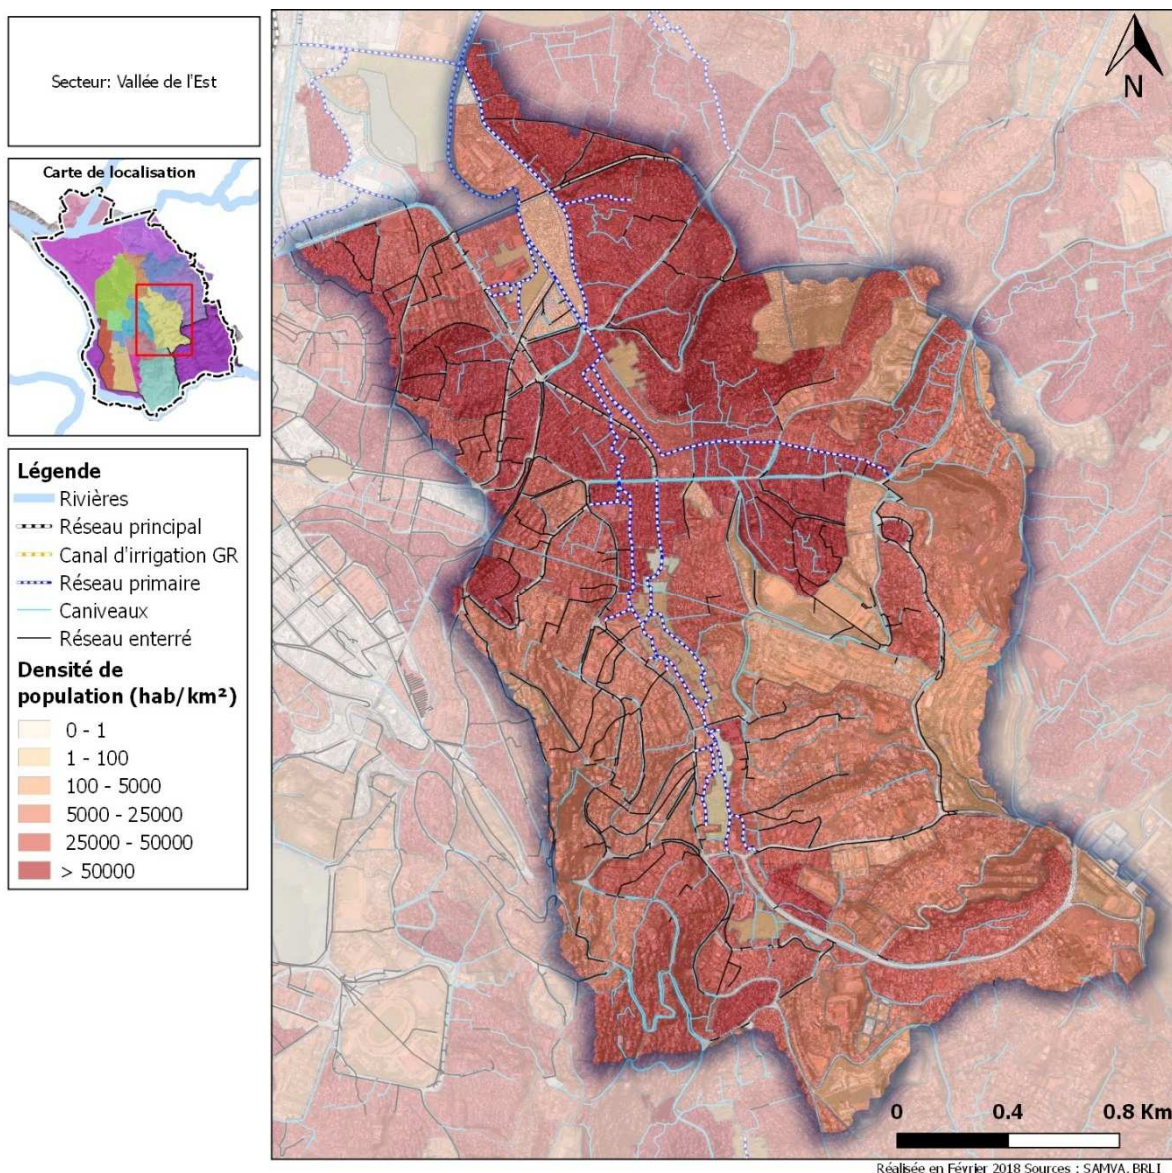 Secteur: Vallée de l'Est
Carte de localisation
Légende
Rivières
Réseau principal
Canal d'irrigation GR
Réseau primaire
Caniveaux
Réseau enterré
Densité de
population (hab/km²)
0 - 1
1 - 100
100 - 5000
5000 - 25000
25000 - 50000
> 50000
N
0 0.4 0.8 Km
Réalisée en Février 2018 Sources : SAMVA, BRLI